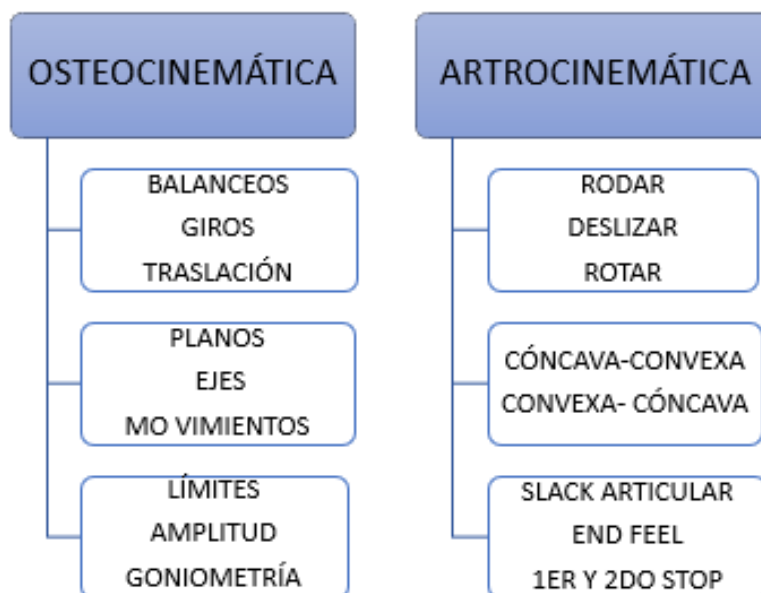 OSTEOCINEMÁTICA
BALANCEOS
GIROS
TRASLACIÓN
PLANOS
EJES
MO VIMIENTOS
LÍMITES
AMPLITUD
GONIOMETRÍA
ARTROCINEMÁTICA
RODAR
DESLIZAR
ROTAR
CÓNCAVA-CONVEXA
CONVEXA- CÓNCAVA
SLACK ARTICULAR
END FEEL
1ER Y 2DO STOP